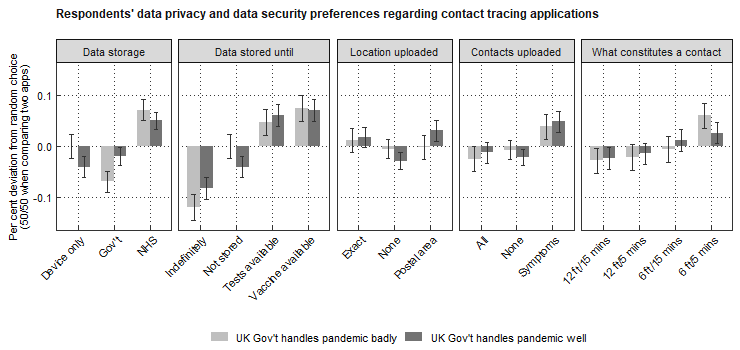 Respondents' data privacy and data security preferences regarding contact tracing applications
Per cent deviation from random choice
(50/50 when comparing two apps)
Data storage
Data stored until
Location uploaded
Contacts uploaded
What constitutes a contact
0.1
0.0
-0.1
Device only
Gov't
NHS
Indefinitely
Not stored
Tests available
Vaccine available
Exact
None
Postal area
All
None
Symptoms
12 ft/15 mins
12 ft/5 mins
6 ft/15 mins
6 ft/5 mins
UK Gov't handles pandemic badly
UK Gov't handles pandemic well